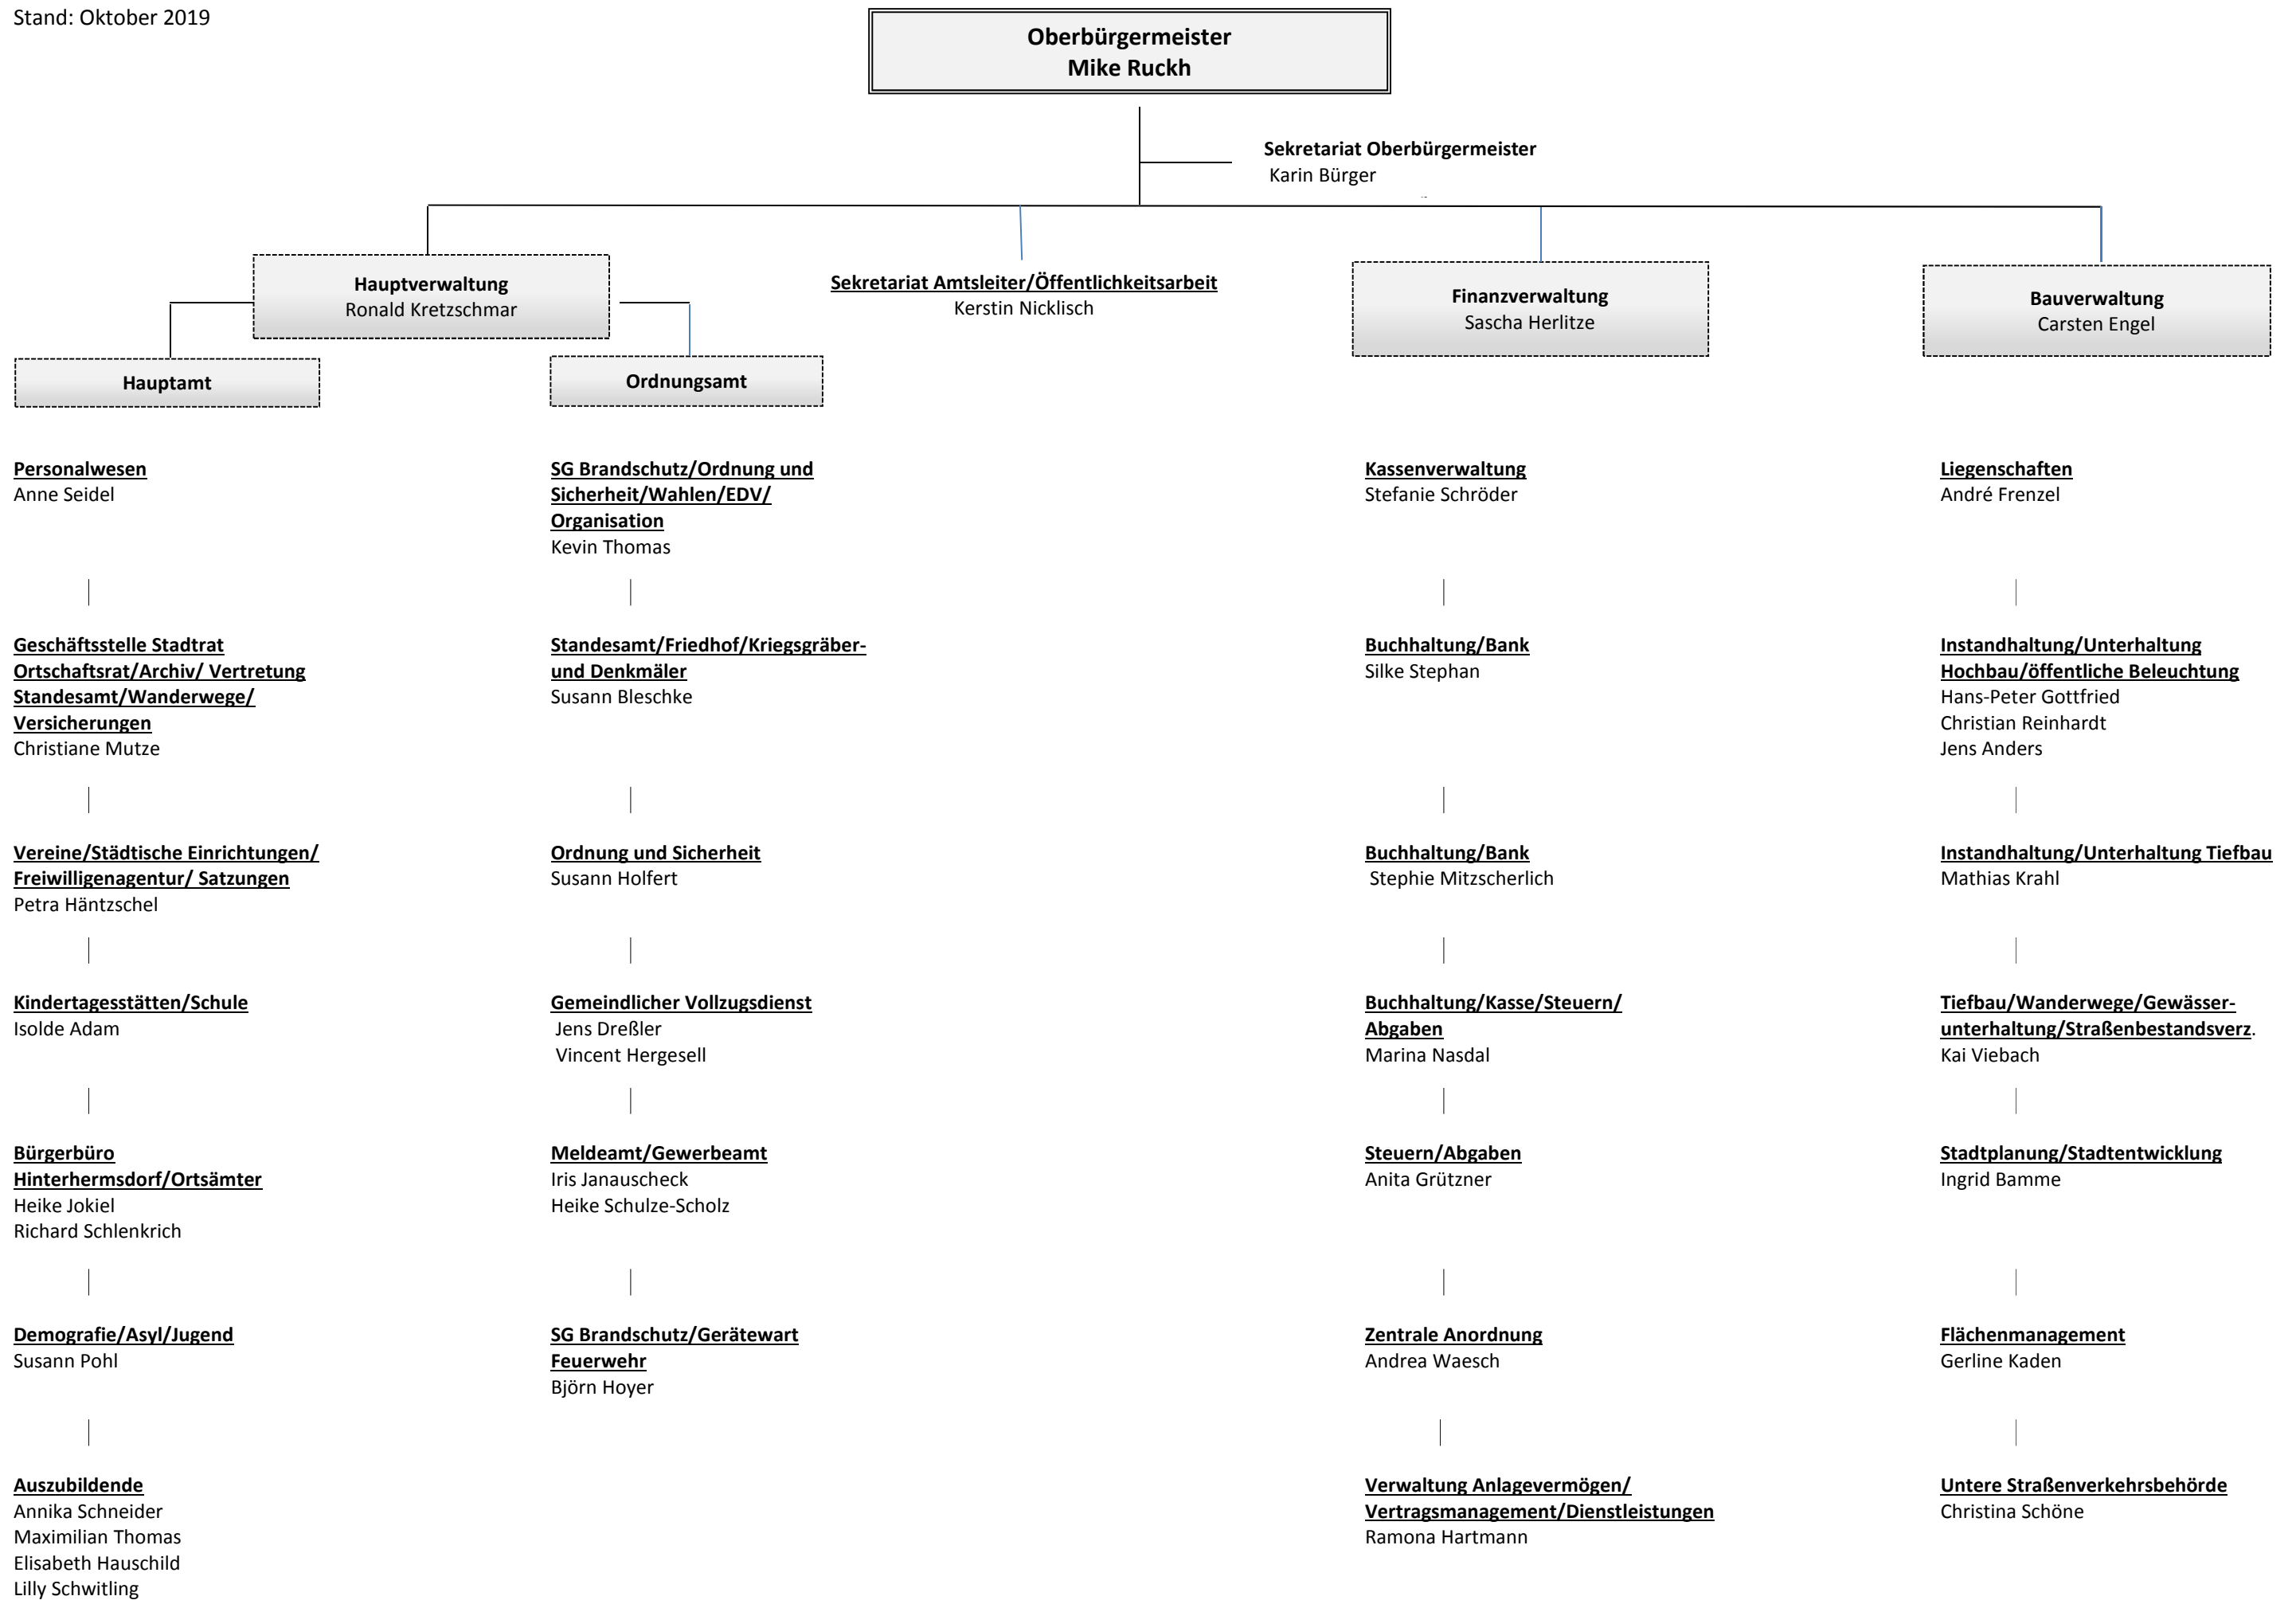 Stand: Oktober 2019
Oberbürgermeister
Mike Ruckh
Sekretariat Oberbürgermeister
Karin Bürger
Hauptverwaltung
Ronald Kretzschmar
Sekretariat Amtsleiter/Öffentlichkeitsarbeit
Kerstin Nicklisch
Finanzverwaltung
Sascha Herlitze
Bauverwaltung
Carsten Engel
Hauptamt
Ordnungsamt
Personalwesen
Anne Seidel
Geschäftsstelle Stadtrat
Ortschaftsrat/Archiv/ Vertretung
Standesamt/Wanderwege/
Versicherungen
Christiane Mutze
Vereine/Städtische Einrichtungen/
Freiwilligenagentur/ Satzungen
Petra Häntzschel
Kindertagesstätten/Schule
Isolde Adam
Bürgerbüro
Hinterhermsdorf/Ortsämter
Heike Jokiel
Richard Schlenkrich
Demografie/Asyl/Jugend
Susann Pohl
Auszubildende
Annika Schneider
Maximilian Thomas
Elisabeth Hauschild
Lilly Schwitling
SG Brandschutz/Ordnung und
Sicherheit/Wahlen/EDV/
Organisation
Kevin Thomas
Standesamt/Friedhof/Kriegsgräber-
und Denkmäler
Susann Bleschke
Ordnung und Sicherheit
Susann Holfert
Gemeindlicher Vollzugsdienst
Jens Dreßler
Vincent Hergesell
Meldeamt/Gewerbeamt
Iris Janauscheck
Heike Schulze-Scholz
SG Brandschutz/Gerätewart
Feuerwehr
Björn Hoyer
Kassenverwaltung
Stefanie Schröder
Buchhaltung/Bank
Silke Stephan
Buchhaltung/Bank
Stephie Mitzscherlich
Buchhaltung/Kasse/Steuern/
Abgaben
Marina Nasdal
Steuern/Abgaben
Anita Grützner
Zentrale Anordnung
Andrea Waesch
Verwaltung Anlagevermögen/
Vertragsmanagement/Dienstleistungen
Ramona Hartmann
Liegenschaften
André Frenzel
Instandhaltung/Unterhaltung
Hochbau/öffentliche Beleuchtung
Hans-Peter Gottfried
Christian Reinhardt
Jens Anders
Instandhaltung/Unterhaltung Tiefbau
Mathias Krahl
Tiefbau/Wanderwege/Gewässer-
unterhaltung/Straßenbestandsverz.
Kai Viebach
Stadtplanung/Stadtentwicklung
Ingrid Bamme
Flächenmanagement
Gerline Kaden
Untere Straßenverkehrsbehörde
Christina Schöne